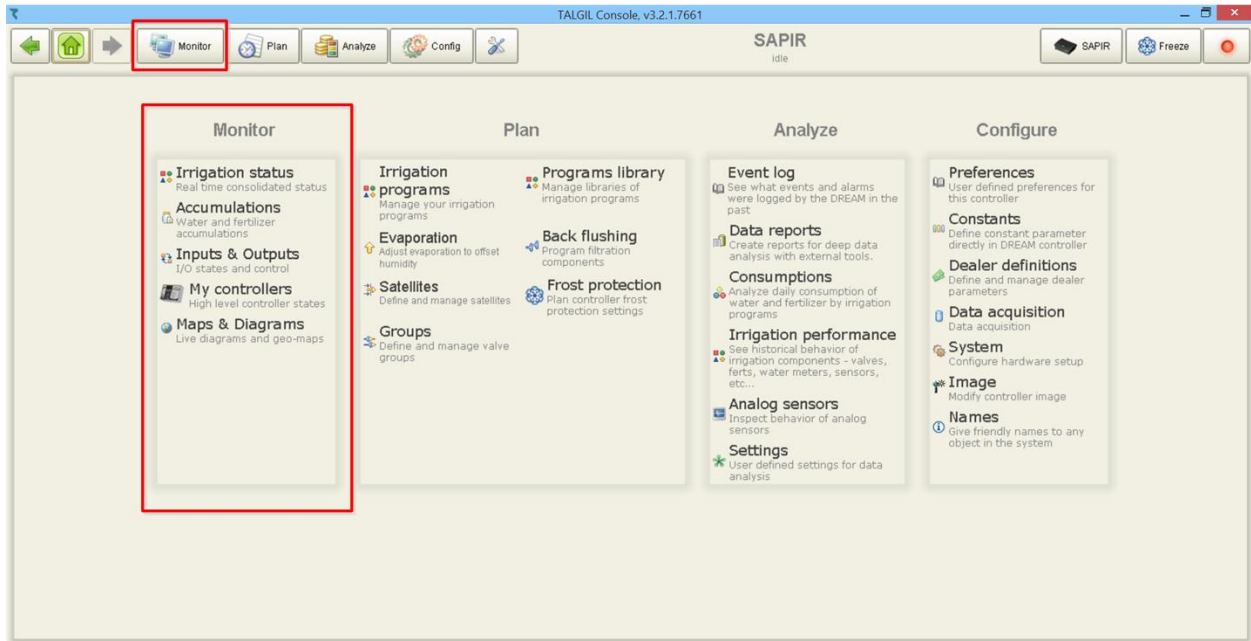 TALGIL Console, v3.2.1.7661
Monitor
Plan
Analyze
Config
SAPIR
idle
SAPIR
Freeze
Monitor
Irrigation status
Real time consolidated status
Accumulations
Water and fertilizer
accumulations
Inputs & Outputs
I/O states and control
My controllers
High level controller states
Maps & Diagrams
Live diagrams and geo-maps
Plan
Irrigation
programs
Manage your irrigation
programs
Evaporation
Adjust evaporation to offset
humidity
Satellites
Define and manage satellites
Groups
Define and manage valve
groups
Programs library
Manage libraries of
irrigation programs
Back flushing
Program filtration
components
Frost protection
Plan controller frost
protection settings
Analyze
Event log
See what events and alarms
were logged by the DREAM in the
past
Data reports
Create reports for deep data
analysis with external tools.
Consumptions
Analyze daily consumption of
water and fertilizer by irrigation
programs
Irrigation performance
See historical behavior of
irrigation components - valves,
ferts, water meters, sensors,
etc...
Analog sensors
Inspect behavior of analog
sensors
Settings
User defined settings for data
analysis
Configure
Preferences
User defined preferences for
this controller
Constants
Define constant parameter
directly in DREAM controller
Dealer definitions
Define and manage dealer
parameters
Data acquisition
Data acquisition
System
Configure hardware setup
Image
Modify controller image
Names
Give friendly names to any
object in the system